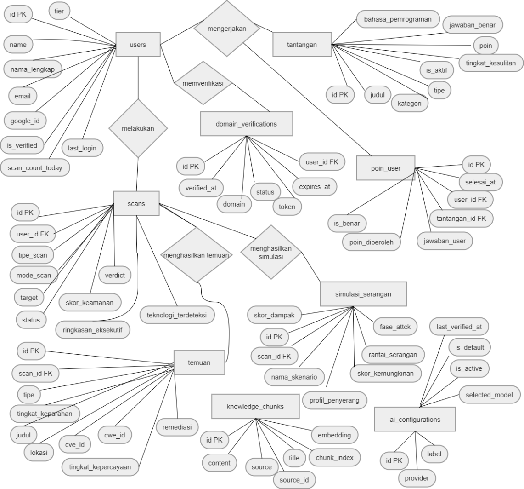 id PK
tier
name
nama_lengkap
email
google_id
is_verified
scan_count_today
last_login
users
mengerjakan
memverifikasi
melakukan
tantangan
bahasa_pemrograman
jawaban_benar
poin
tingkat_kesulitan
is_aktif
tipe
kategori
judul
id PK
domain_verifications
id PK
verified_at
domain
status
token
expires_at
user_id FK
poin_user
id PK
selesai_at
user_id FK
tantangan_id FK
jawaban_user
poin_diperoleh
is_benar
scans
id PK
user_id FK
tipe_scan
mode_scan
target
status
verdict
skor_keamanan
ringkasan_eksekutif
teknologi_terdeteksi
menghasilkan temuan
menghasilkan
simulasi
simulasi_serangan
skor_dampak
id PK
scan_id FK
nama_skenario
profil_penyerang
fase_attck
rantai_serangan
skor_kemungkinan
temuan
id PK
scan_id FK
tipe
tingkat_keparahan
judul
lokasi
cve_id
cwe_id
tingkat_kepercayaan
remediasi
knowledge_chunks
id PK
content
source
source_id
title
chunk_index
embedding
ai_configurations
last_verified_at
is_default
is_active
selected_model
label
id PK
provider